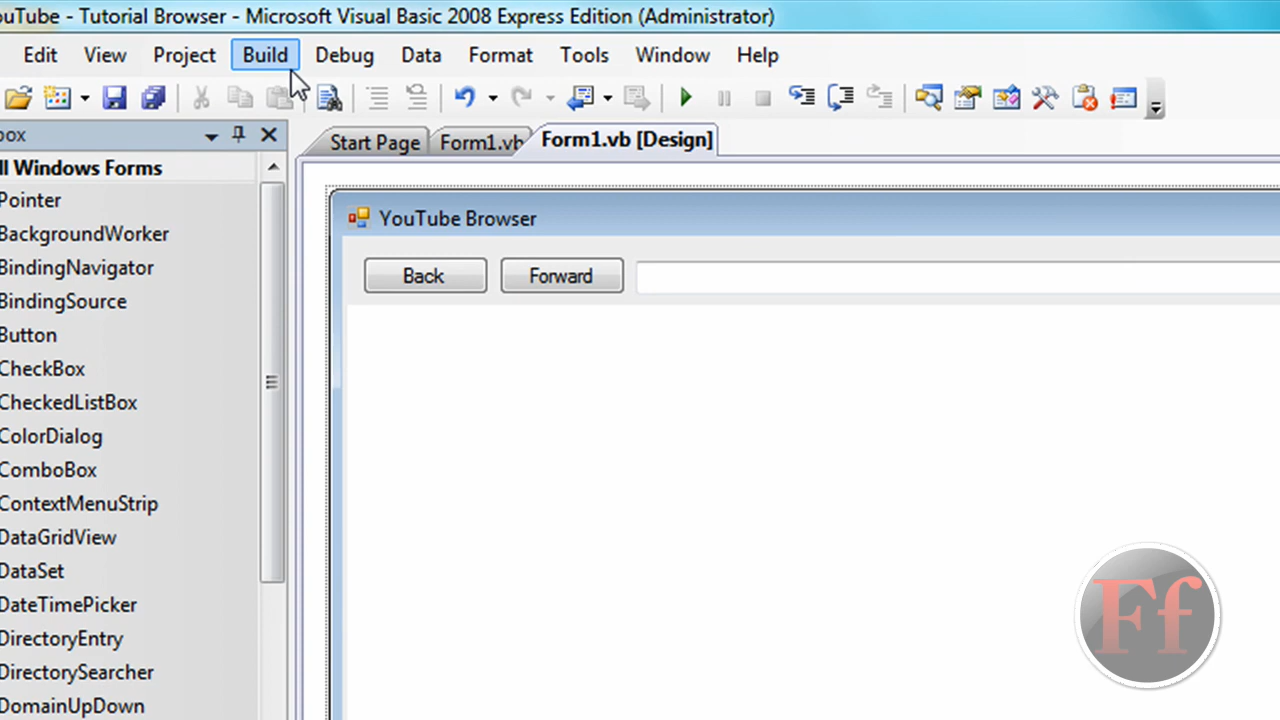 ouTube - Tutorial Browser - Microsoft Visual Basic 2008 Express Edition (Administrator)
Edit View Project Build Debug Data Format Tools Window Help
box
Start Page Form1.vb Form1.vb [Design]
ll Windows Forms
Pointer
BackgroundWorker
BindingNavigator
BindingSource
Button
CheckBox
CheckedListBox
ColorDialog
ComboBox
ContextMenuStrip
DataGridView
DataSet
DateTimePicker
DirectoryEntry
DirectorySearcher
DomainUpDown
YouTube Browser
Back Forward
Ff